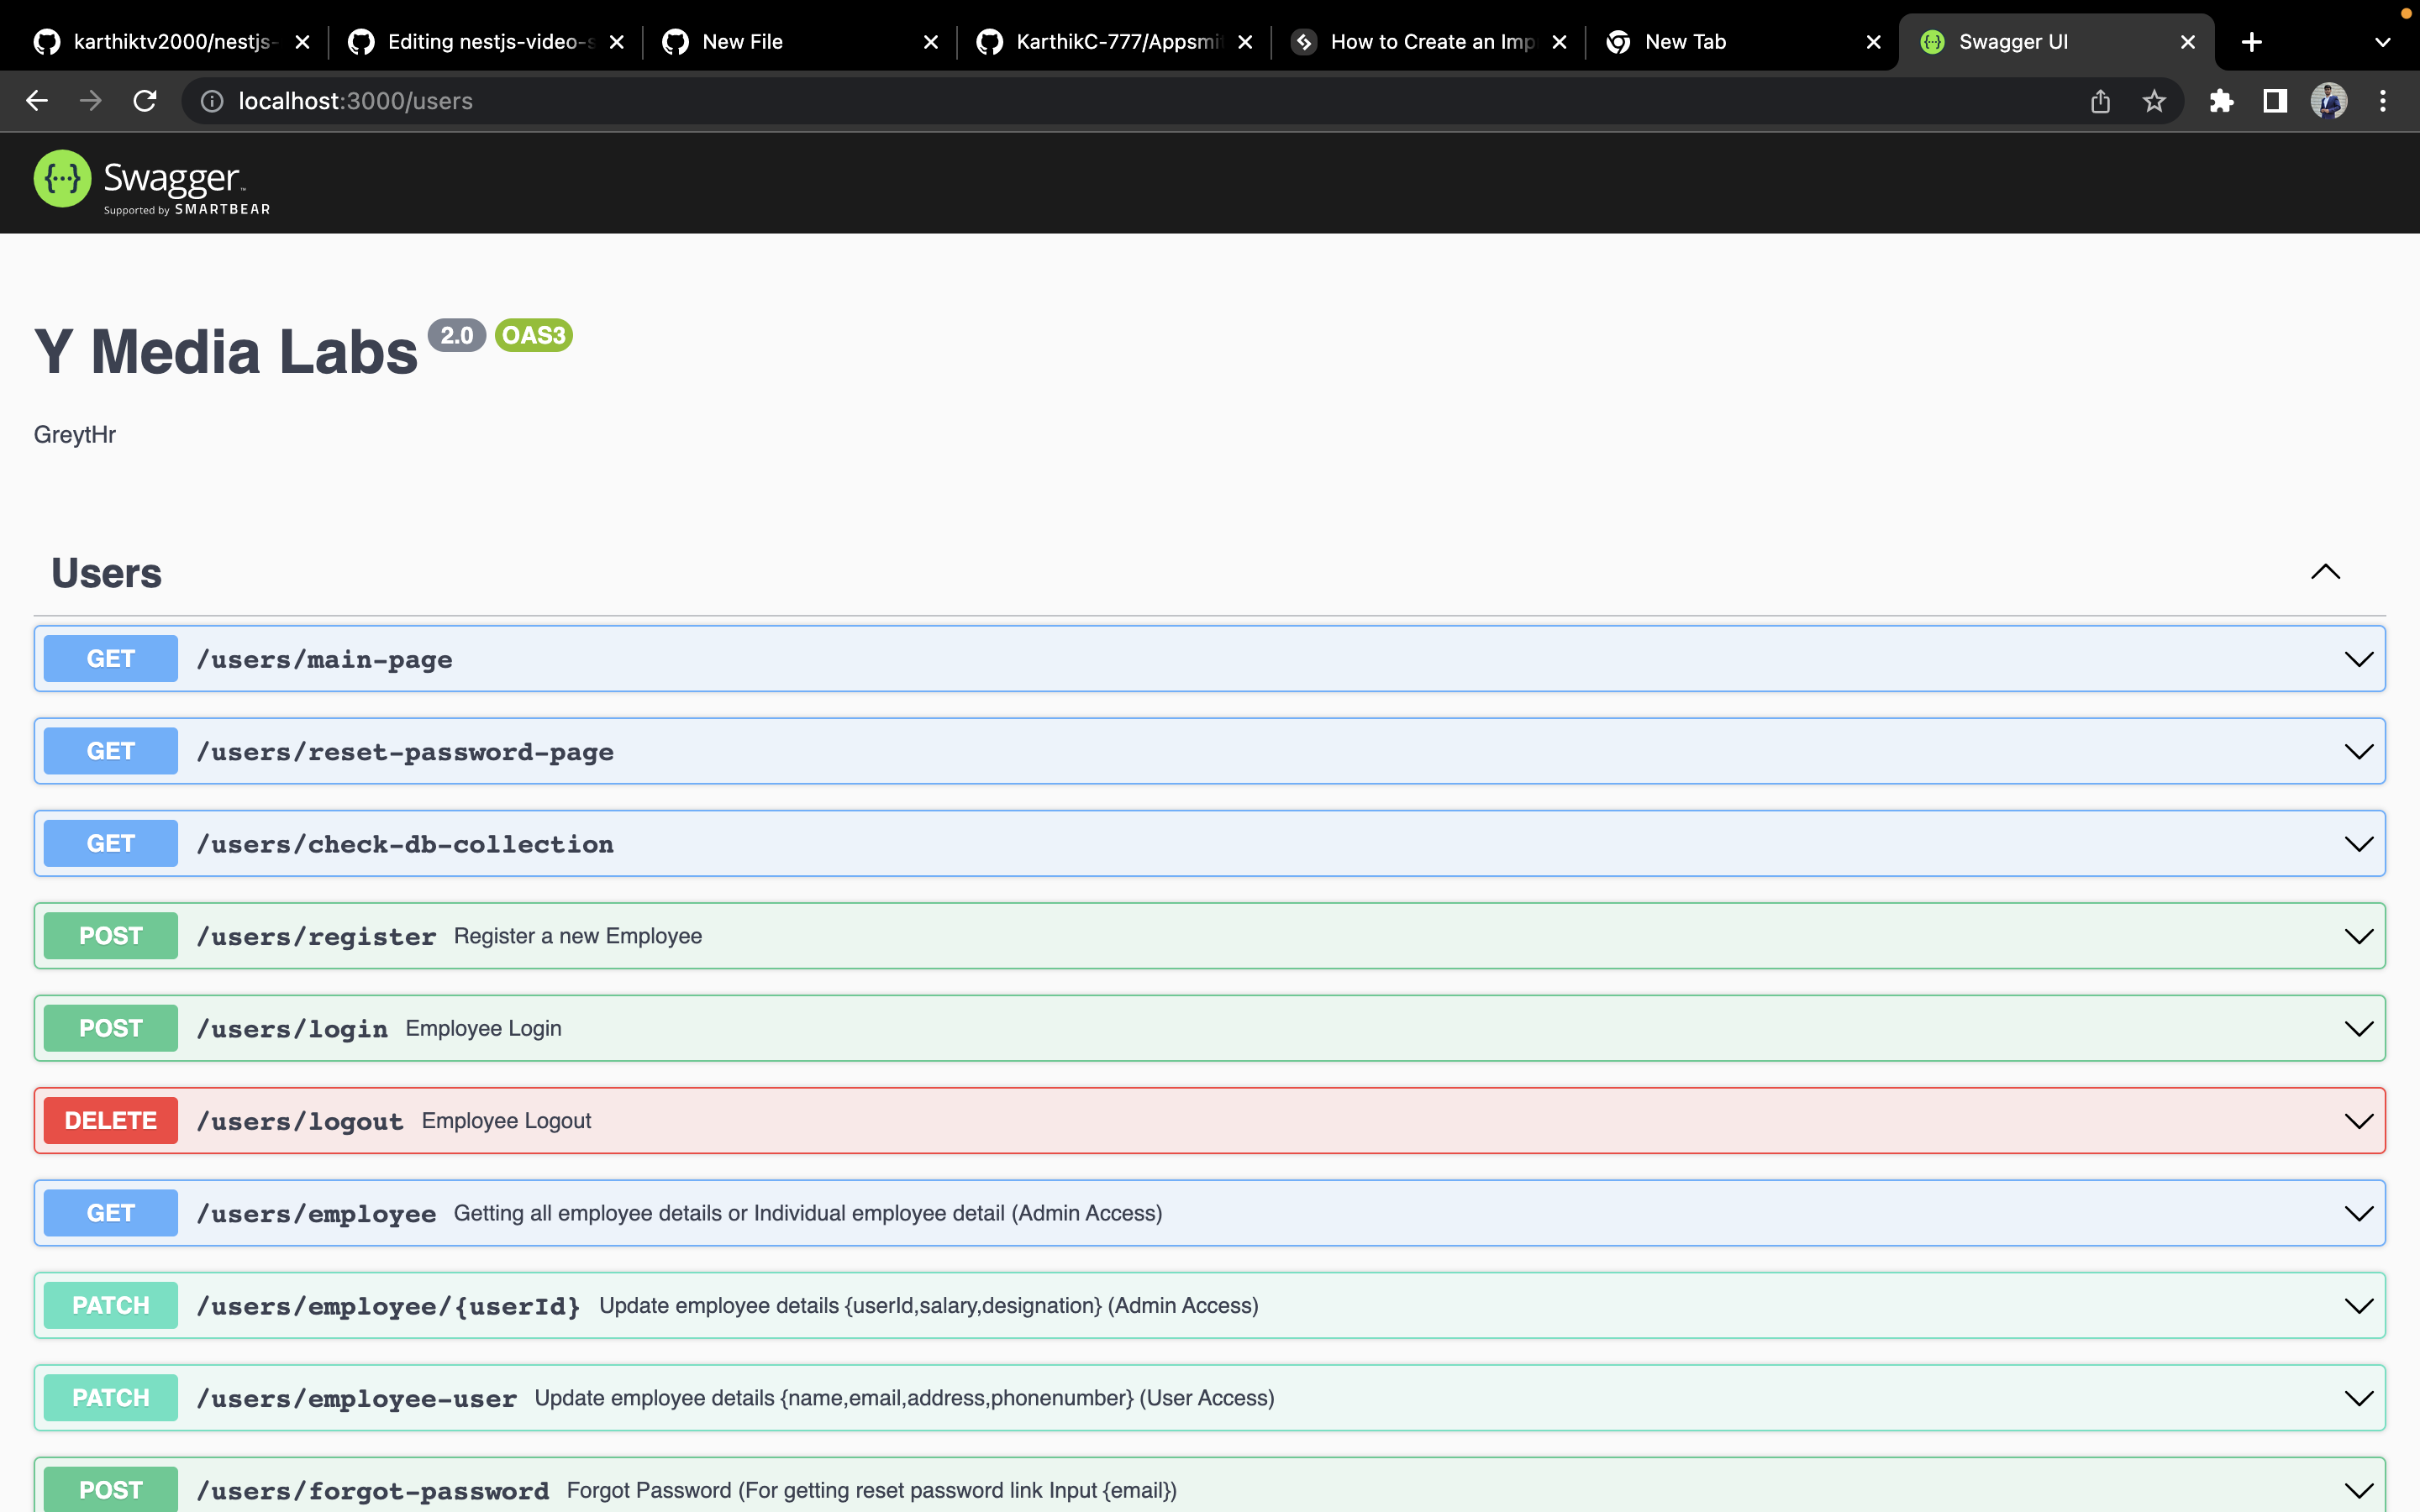 karthiktv2000/nestjs-
Editing nestjs-video-s
New File
KarthikC-777/Appsmit
How to Create an Imp
New Tab
Swagger UI
localhost:3000/users
{···} Swagger™
Supported by SMARTBEAR
Y Media Labs 2.0 OAS3
GreytHr
Users
GET /users/main-page
GET /users/reset-password-page
GET /users/check-db-collection
POST /users/register Register a new Employee
POST /users/login Employee Login
DELETE /users/logout Employee Logout
GET /users/employee Getting all employee details or Individual employee detail (Admin Access)
PATCH /users/employee/{userId} Update employee details {userId,salary,designation} (Admin Access)
PATCH /users/employee-user Update employee details {name,email,address,phonenumber} (User Access)
POST /users/forgot-password Forgot Password (For getting reset password link Input {email})